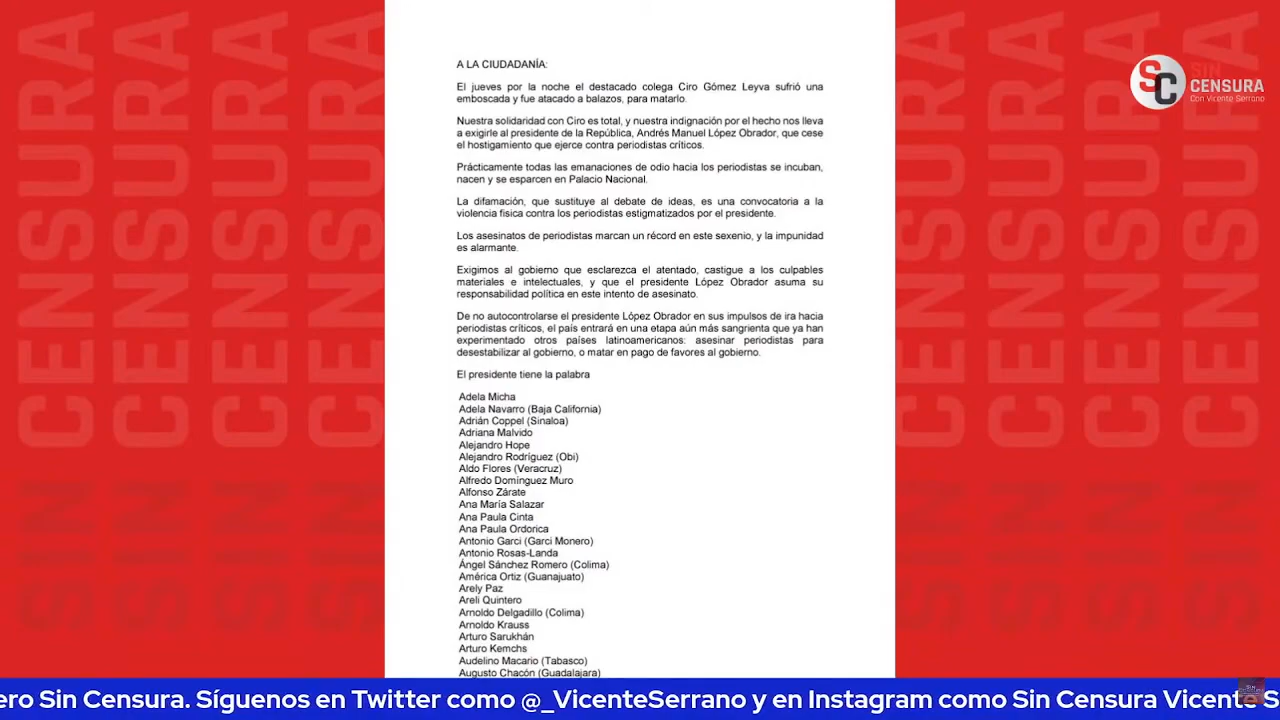 A LA CIUDADANÍA:
El jueves por la noche el destacado colega Ciro Gómez Leyva sufrió una
emboscada y fue atacado a balazos, para matarlo.
Nuestra solidaridad con Ciro es total, y nuestra indignación por el hecho nos lleva
a exigirle al presidente de la República, Andrés Manuel López Obrador, que cese
el hostigamiento que ejerce contra periodistas críticos.
Prácticamente todas las emanaciones de odio hacia los periodistas se incuban,
nacen y se esparcen en Palacio Nacional.
La difamación, que sustituye al debate de ideas, es una convocatoria a la
violencia física contra los periodistas estigmatizados por el presidente.
Los asesinatos de periodistas marcan un récord en este sexenio, y la impunidad
es alarmante.
Exigimos al gobierno que esclarezca el atentado, castigue a los culpables
materiales e intelectuales, y que el presidente López Obrador asuma su
responsabilidad política en este intento de asesinato.
De no autocontrolarse el presidente López Obrador en sus impulsos de ira hacia
periodistas críticos, el país entrará en una etapa aún más sangrienta que ya han
experimentado otros países latinoamericanos: asesinar periodistas para
desestabilizar al gobierno, o matar en pago de favores al gobierno.
El presidente tiene la palabra
Adela Micha
Adela Navarro (Baja California)
Adrián Coppel (Sinaloa)
Adriana Malvido
Alejandro Hope
Alejandro Rodríguez (Obi)
Aldo Flores (Veracruz)
Alfredo Domínguez Muro
Alfonso Zárate
Ana María Salazar
Ana Paula Cinta
Ana Paula Ordorica
Antonio Garci (Garci Monero)
Antonio Rosas-Landa
Ángel Sánchez Romero (Colima)
América Ortiz (Guanajuato)
Arely Paz
Areli Quintero
Arnoldo Delgadillo (Colima)
Arnoldo Krauss
Arturo Sarukhán
Arturo Kemchs
Audelino Macario (Tabasco)
Augusto Chacón (Guadalajara)
SC SIN
CENSURA
Con Vicente Serrano
SIN CENSURA
SIN CENSURA
SIN CENSURA
SIN CENSURA
SIN CENSURA
SIN CENSURA
ero Sin Censura. Síguenos en Twitter como @_VicenteSerrano y en Instagram como Sin Censura Vicente S